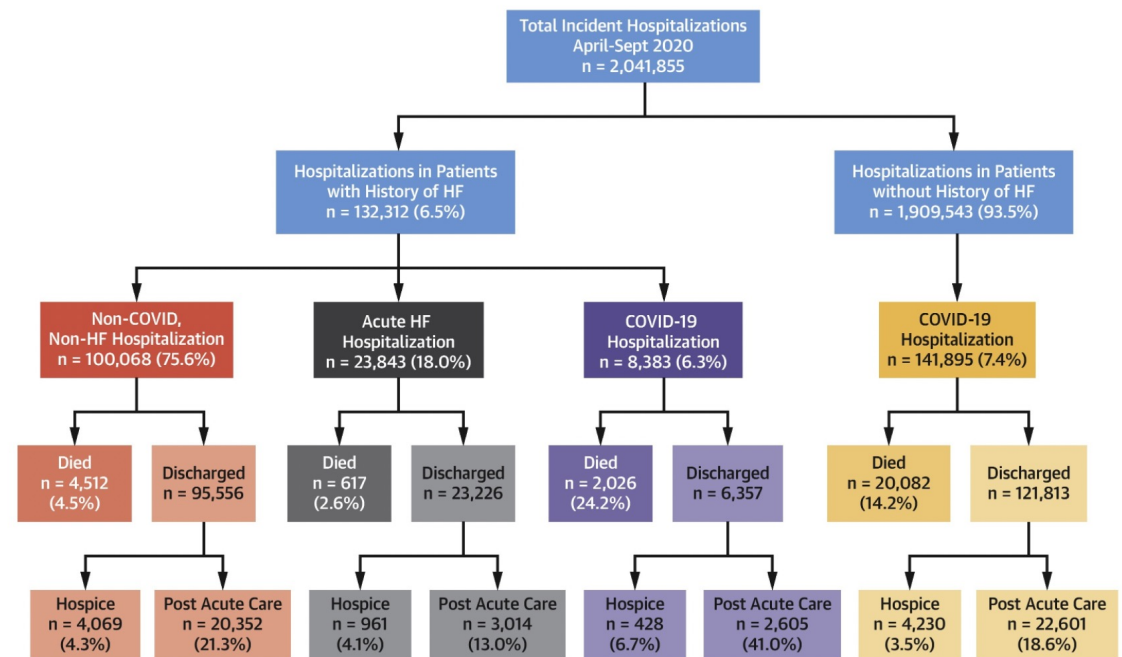 Total Incident Hospitalizations
April-Sept 2020
n = 2,041,855
Hospitalizations in Patients
with History of HF
n = 132,312 (6.5%)
Hospitalizations in Patients
without History of HF
n = 1,909,543 (93.5%)
Non-COVID,
Non-HF Hospitalization
n = 100,068 (75.6%)
Acute HF
Hospitalization
n = 23,843 (18.0%)
COVID-19
Hospitalization
n = 8,383 (6.3%)
COVID-19
Hospitalization
n = 141,895 (7.4%)
Died
n = 4,512
(4.5%)
Discharged
n = 95,556
Died
n = 617
(2.6%)
Discharged
n = 23,226
Died
n = 2,026
(24.2%)
Discharged
n = 6,357
Died
n = 20,082
(14.2%)
Discharged
n = 121,813
Hospice
n = 4,069
(4.3%)
Post Acute Care
n = 20,352
(21.3%)
Hospice
n = 961
(4.1%)
Post Acute Care
n = 3,014
(13.0%)
Hospice
n = 428
(6.7%)
Post Acute Care
n = 2,605
(41.0%)
Hospice
n = 4,230
(3.5%)
Post Acute Care
n = 22,601
(18.6%)